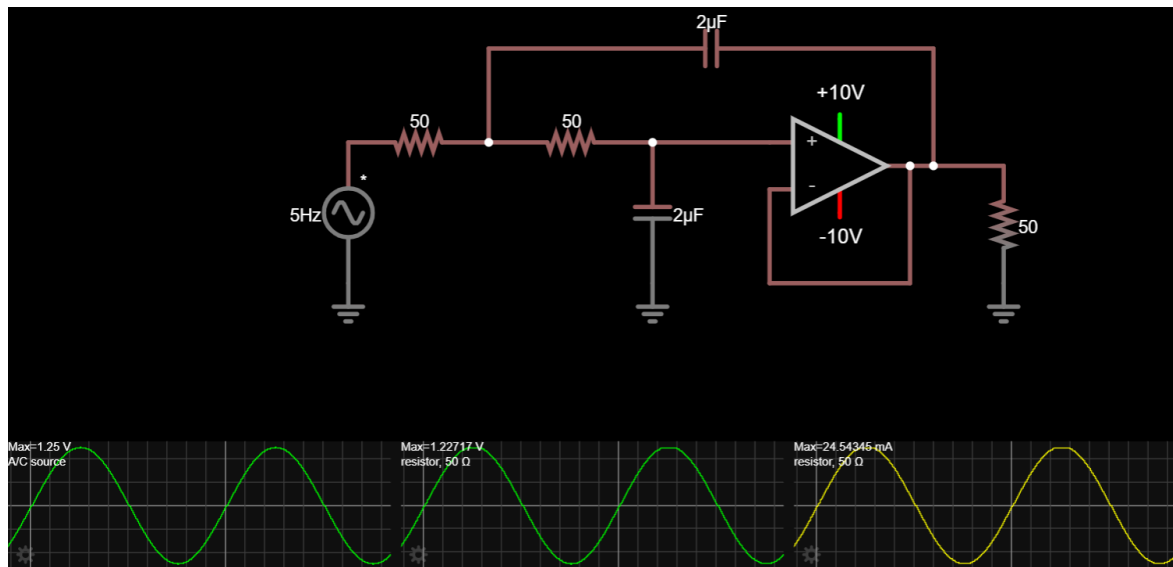 2µF
+10V
50
50
+
*
5Hz
2µF
-
-10V
50
Max=1.25 V
A/C source
Max=1.22717 V
resistor, 50 Ω
Max=24.54345 mA
resistor, 50 Ω